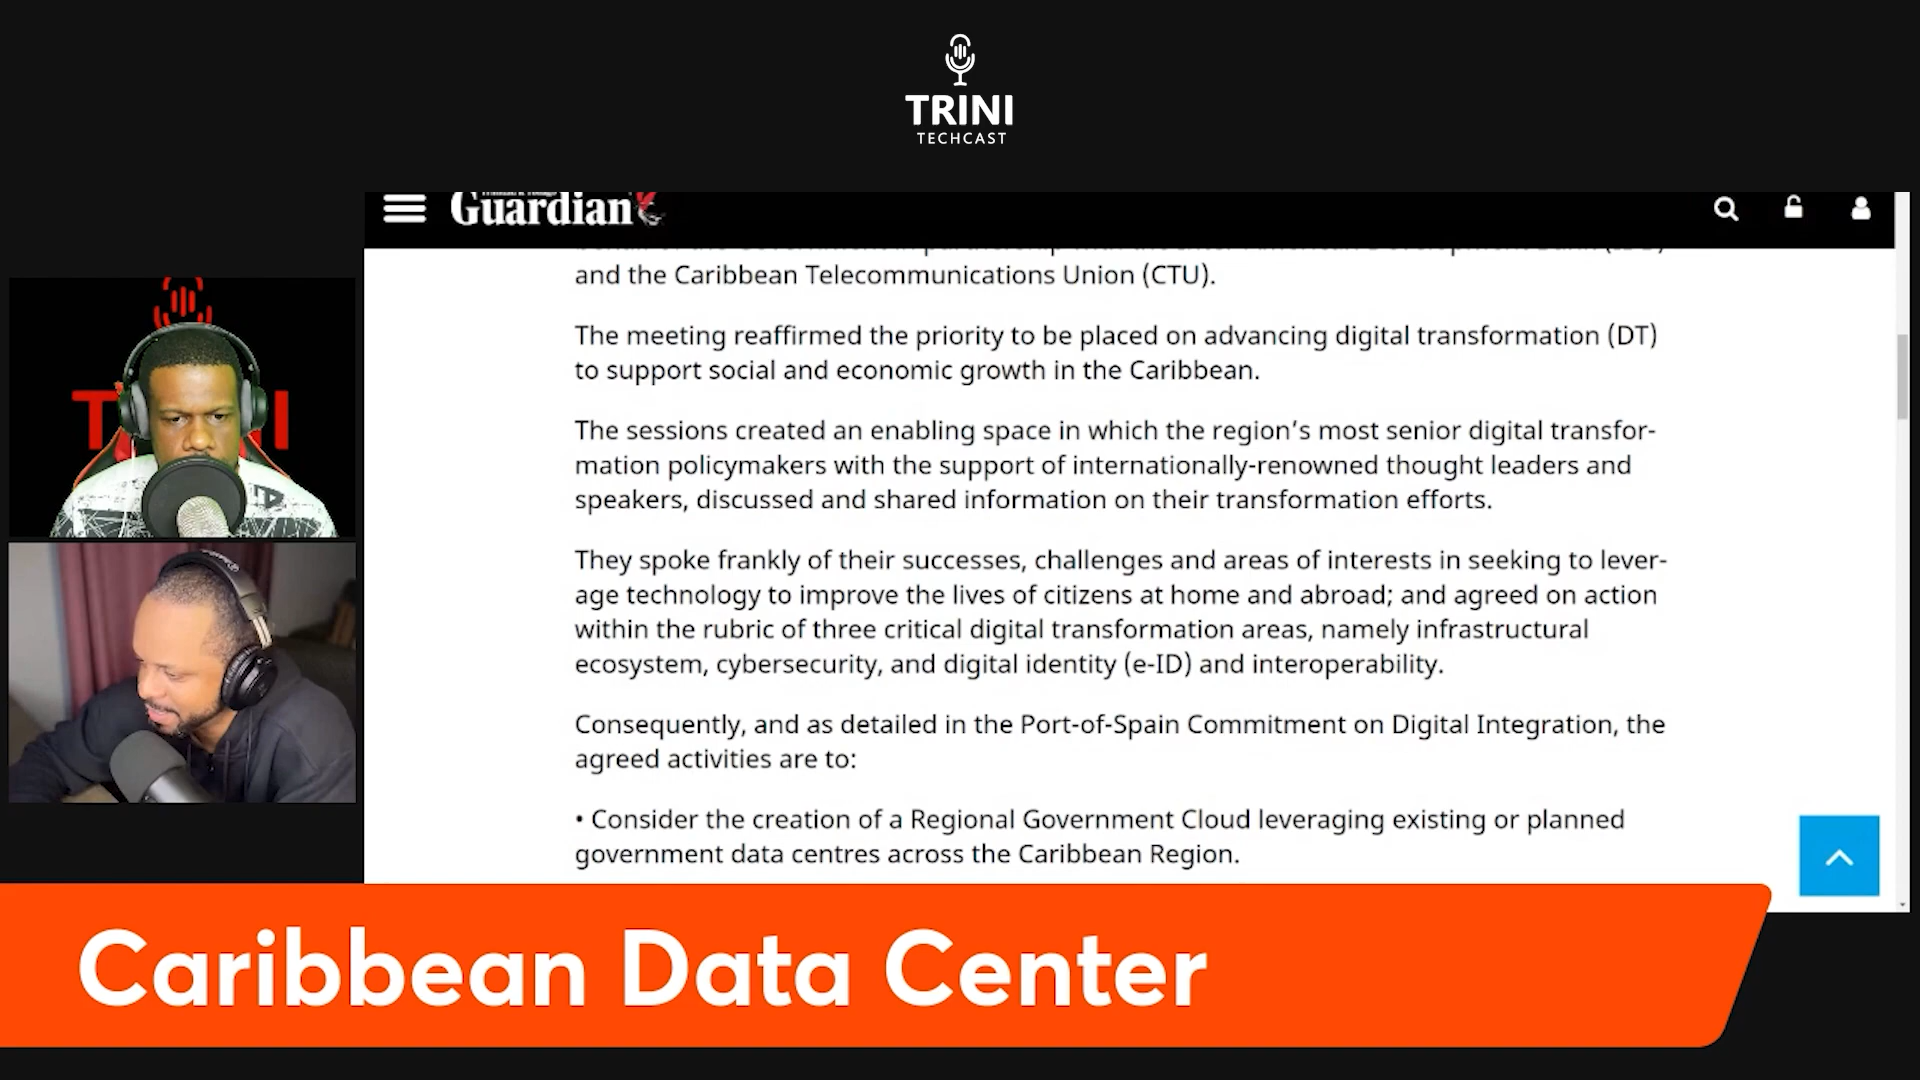 TRINI
TECHCAST
Guardian
and the Caribbean Telecommunications Union (CTU).
The meeting reaffirmed the priority to be placed on advancing digital transformation (DT)
to support social and economic growth in the Caribbean.
The sessions created an enabling space in which the region's most senior digital transfor-
mation policymakers with the support of internationally-renowned thought leaders and
speakers, discussed and shared information on their transformation efforts.
They spoke frankly of their successes, challenges and areas of interests in seeking to lever-
age technology to improve the lives of citizens at home and abroad; and agreed on action
within the rubric of three critical digital transformation areas, namely infrastructural
ecosystem, cybersecurity, and digital identity (e-ID) and interoperability.
Consequently, and as detailed in the Port-of-Spain Commitment on Digital Integration, the
agreed activities are to:
• Consider the creation of a Regional Government Cloud leveraging existing or planned
government data centres across the Caribbean Region.
Caribbean Data Center